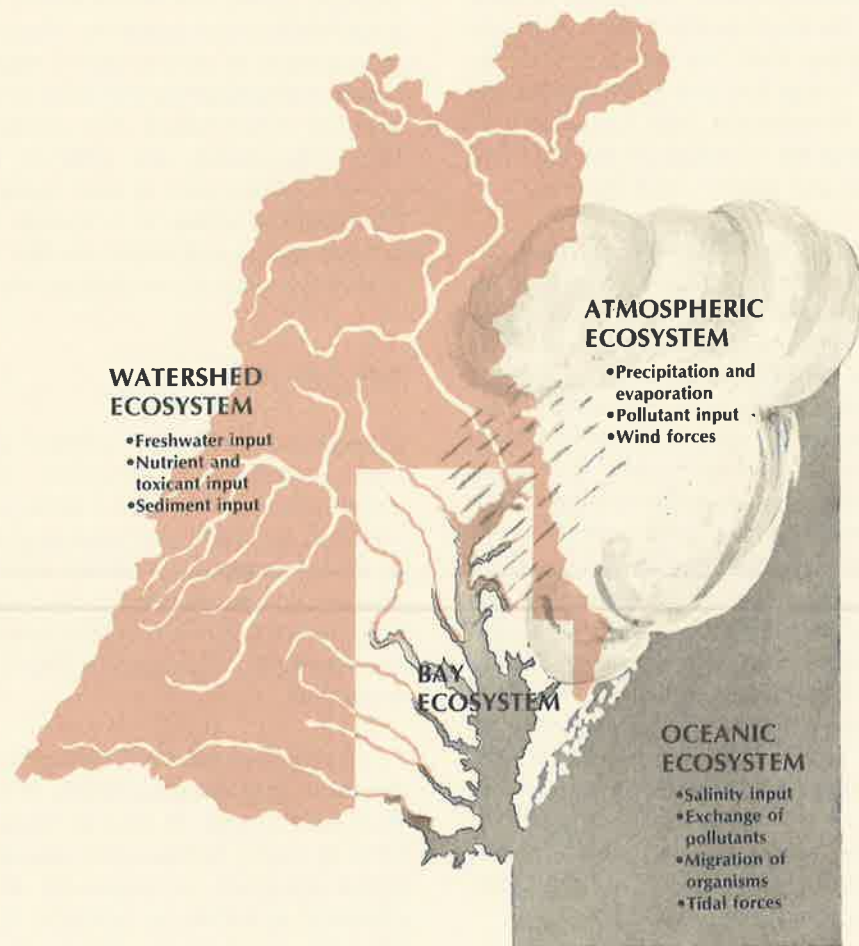 WATERSHED
ECOSYSTEM
•Freshwater input
•Nutrient and
toxicant input
•Sediment input
ATMOSPHERIC
ECOSYSTEM
•Precipitation and
evaporation
•Pollutant input
•Wind forces
BAY
ECOSYSTEM
OCEANIC
ECOSYSTEM
•Salinity input
•Exchange of
pollutants
•Migration of
organisms
•Tidal forces